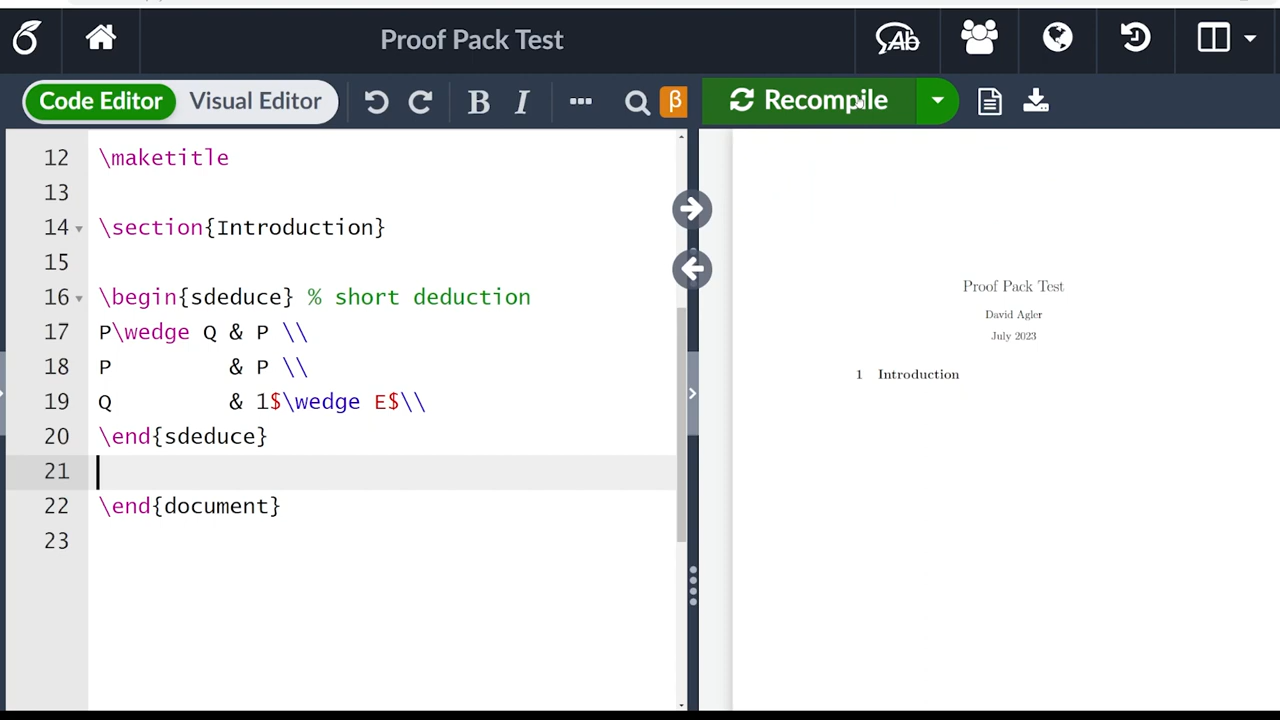 Proof Pack Test
Code Editor Visual Editor B I ... β Recompile
12 \maketitle
13
14 \section{Introduction}
15
16 \begin{sdeduce} % short deduction
17 P\wedge Q & P \\
18 P & P \\
19 Q & 1$\wedge E$\\
20 \end{sdeduce}
21
22 \end{document}
23
Proof Pack Test
David Agler
July 2023
1 Introduction